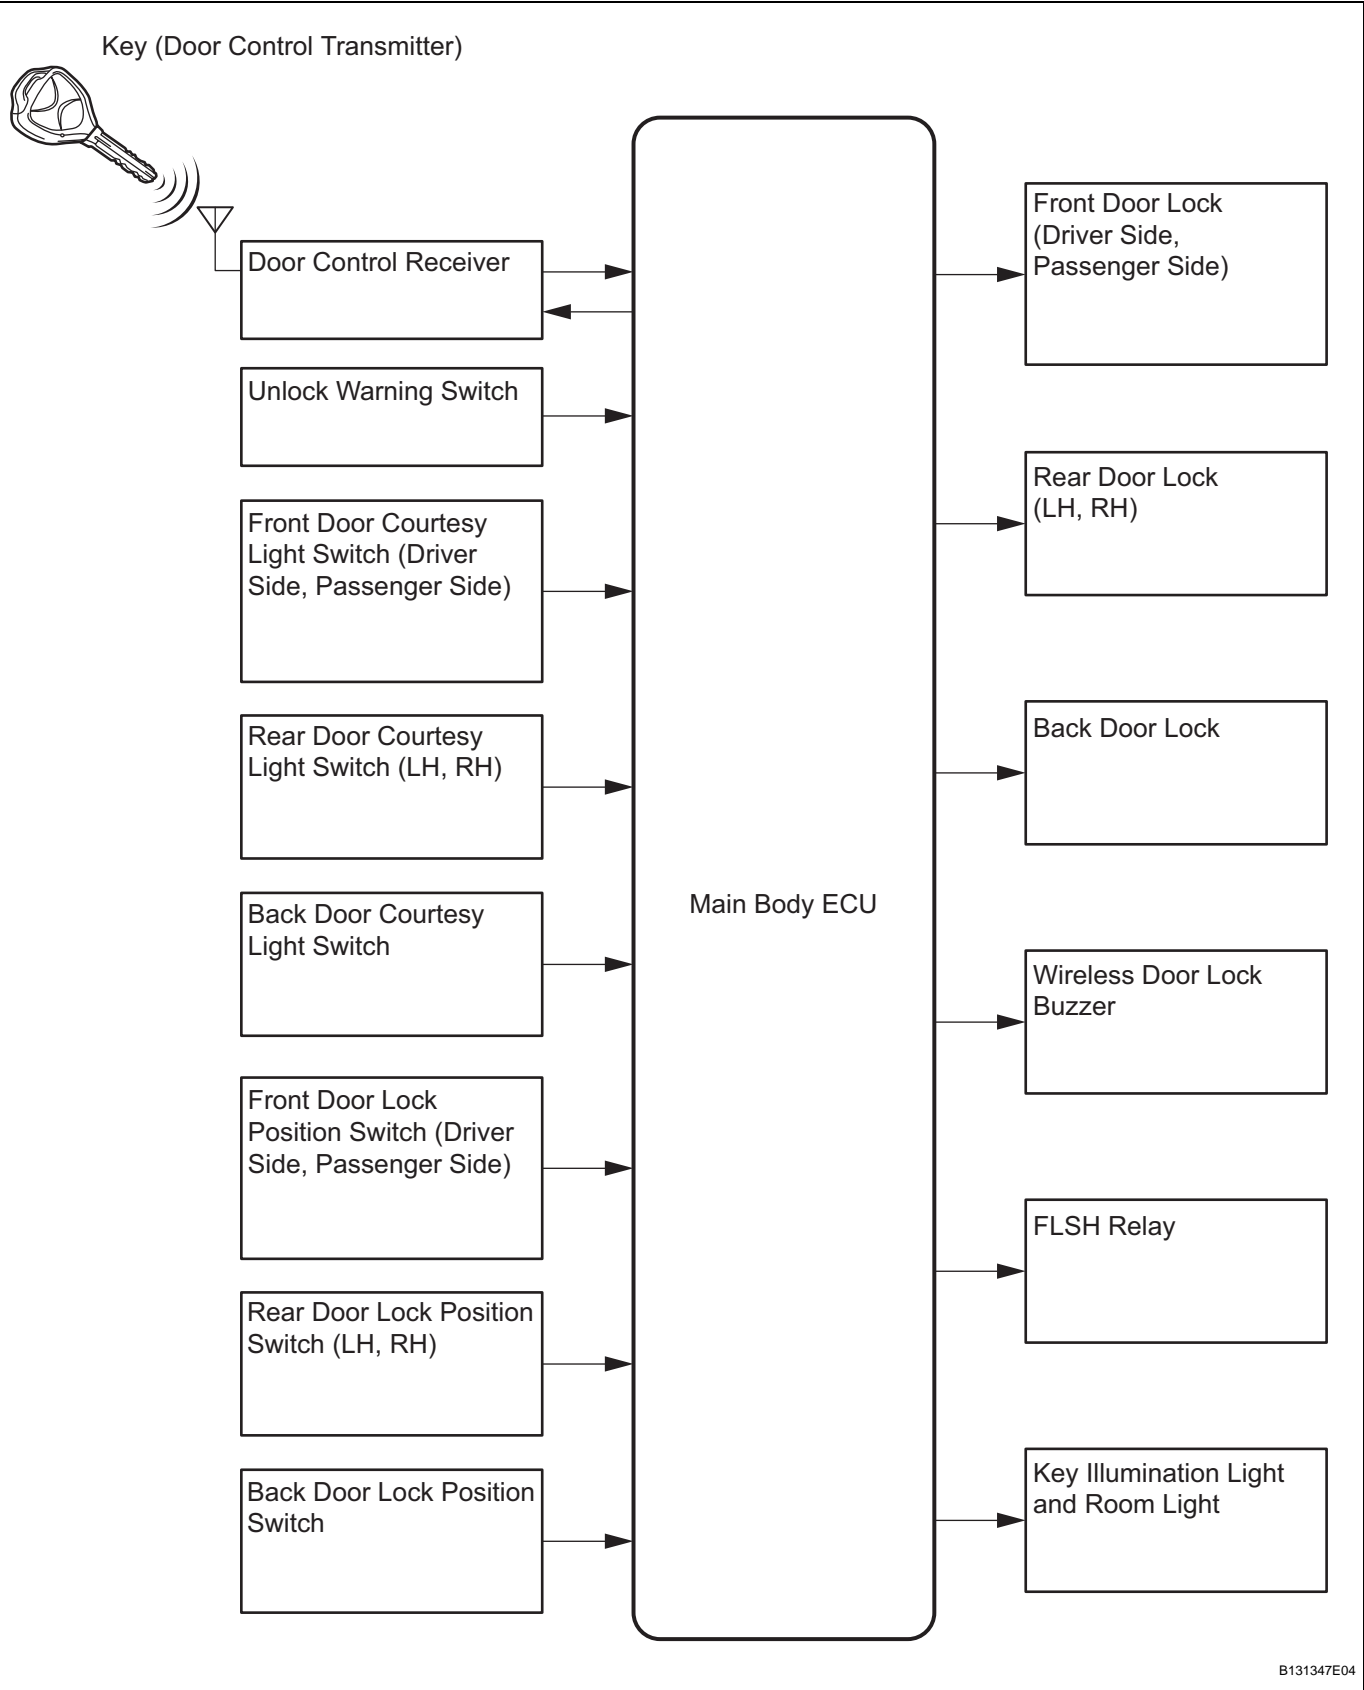 Key (Door Control Transmitter)
Door Control Receiver
Unlock Warning Switch
Front Door Courtesy
Light Switch (Driver
Side, Passenger Side)
Rear Door Courtesy
Light Switch (LH, RH)
Back Door Courtesy
Light Switch
Front Door Lock
Position Switch (Driver
Side, Passenger Side)
Rear Door Lock Position
Switch (LH, RH)
Back Door Lock Position
Switch
Main Body ECU
Front Door Lock
(Driver Side,
Passenger Side)
Rear Door Lock
(LH, RH)
Back Door Lock
Wireless Door Lock
Buzzer
FLSH Relay
Key Illumination Light
and Room Light
B131347E04